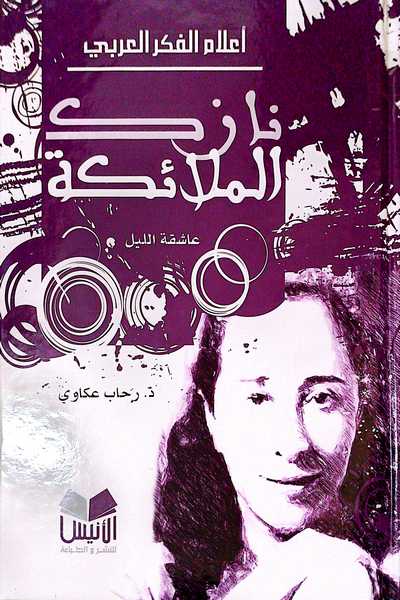 أعلام الفكر العربي
نازك
الملائكة
عاشقة الليل
د. رحاب عكاوي
الأنيس
للنشر و الطباعة